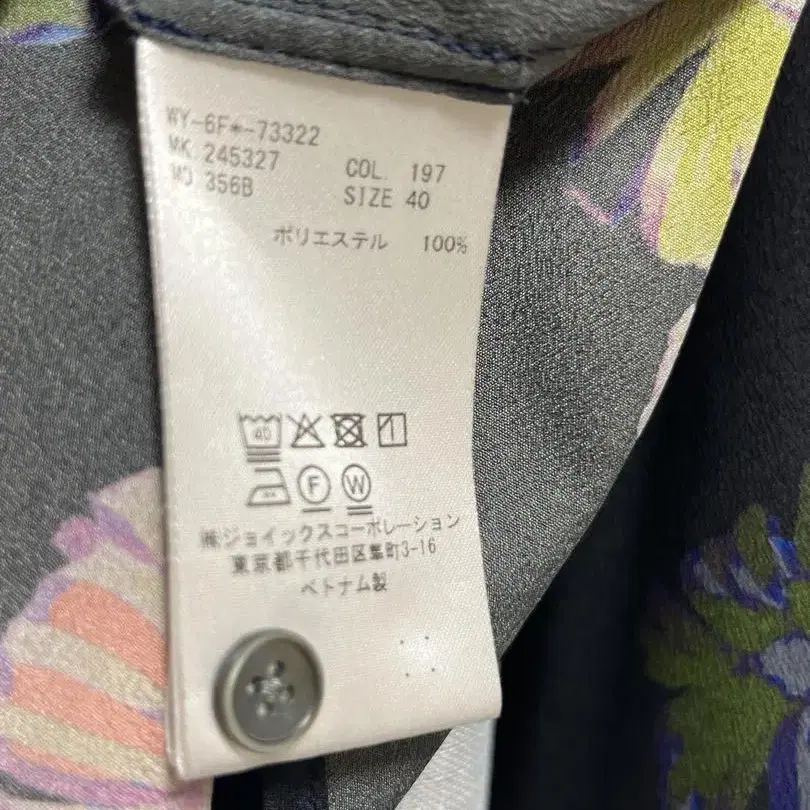 WY-6F*-73322
MK 245327 COL. 197
MO 356B SIZE 40
ポリエステル 100%
40
F W
㈱ジョイックスコーポレーション
東京都千代田区隼町3-16
ベトナム製